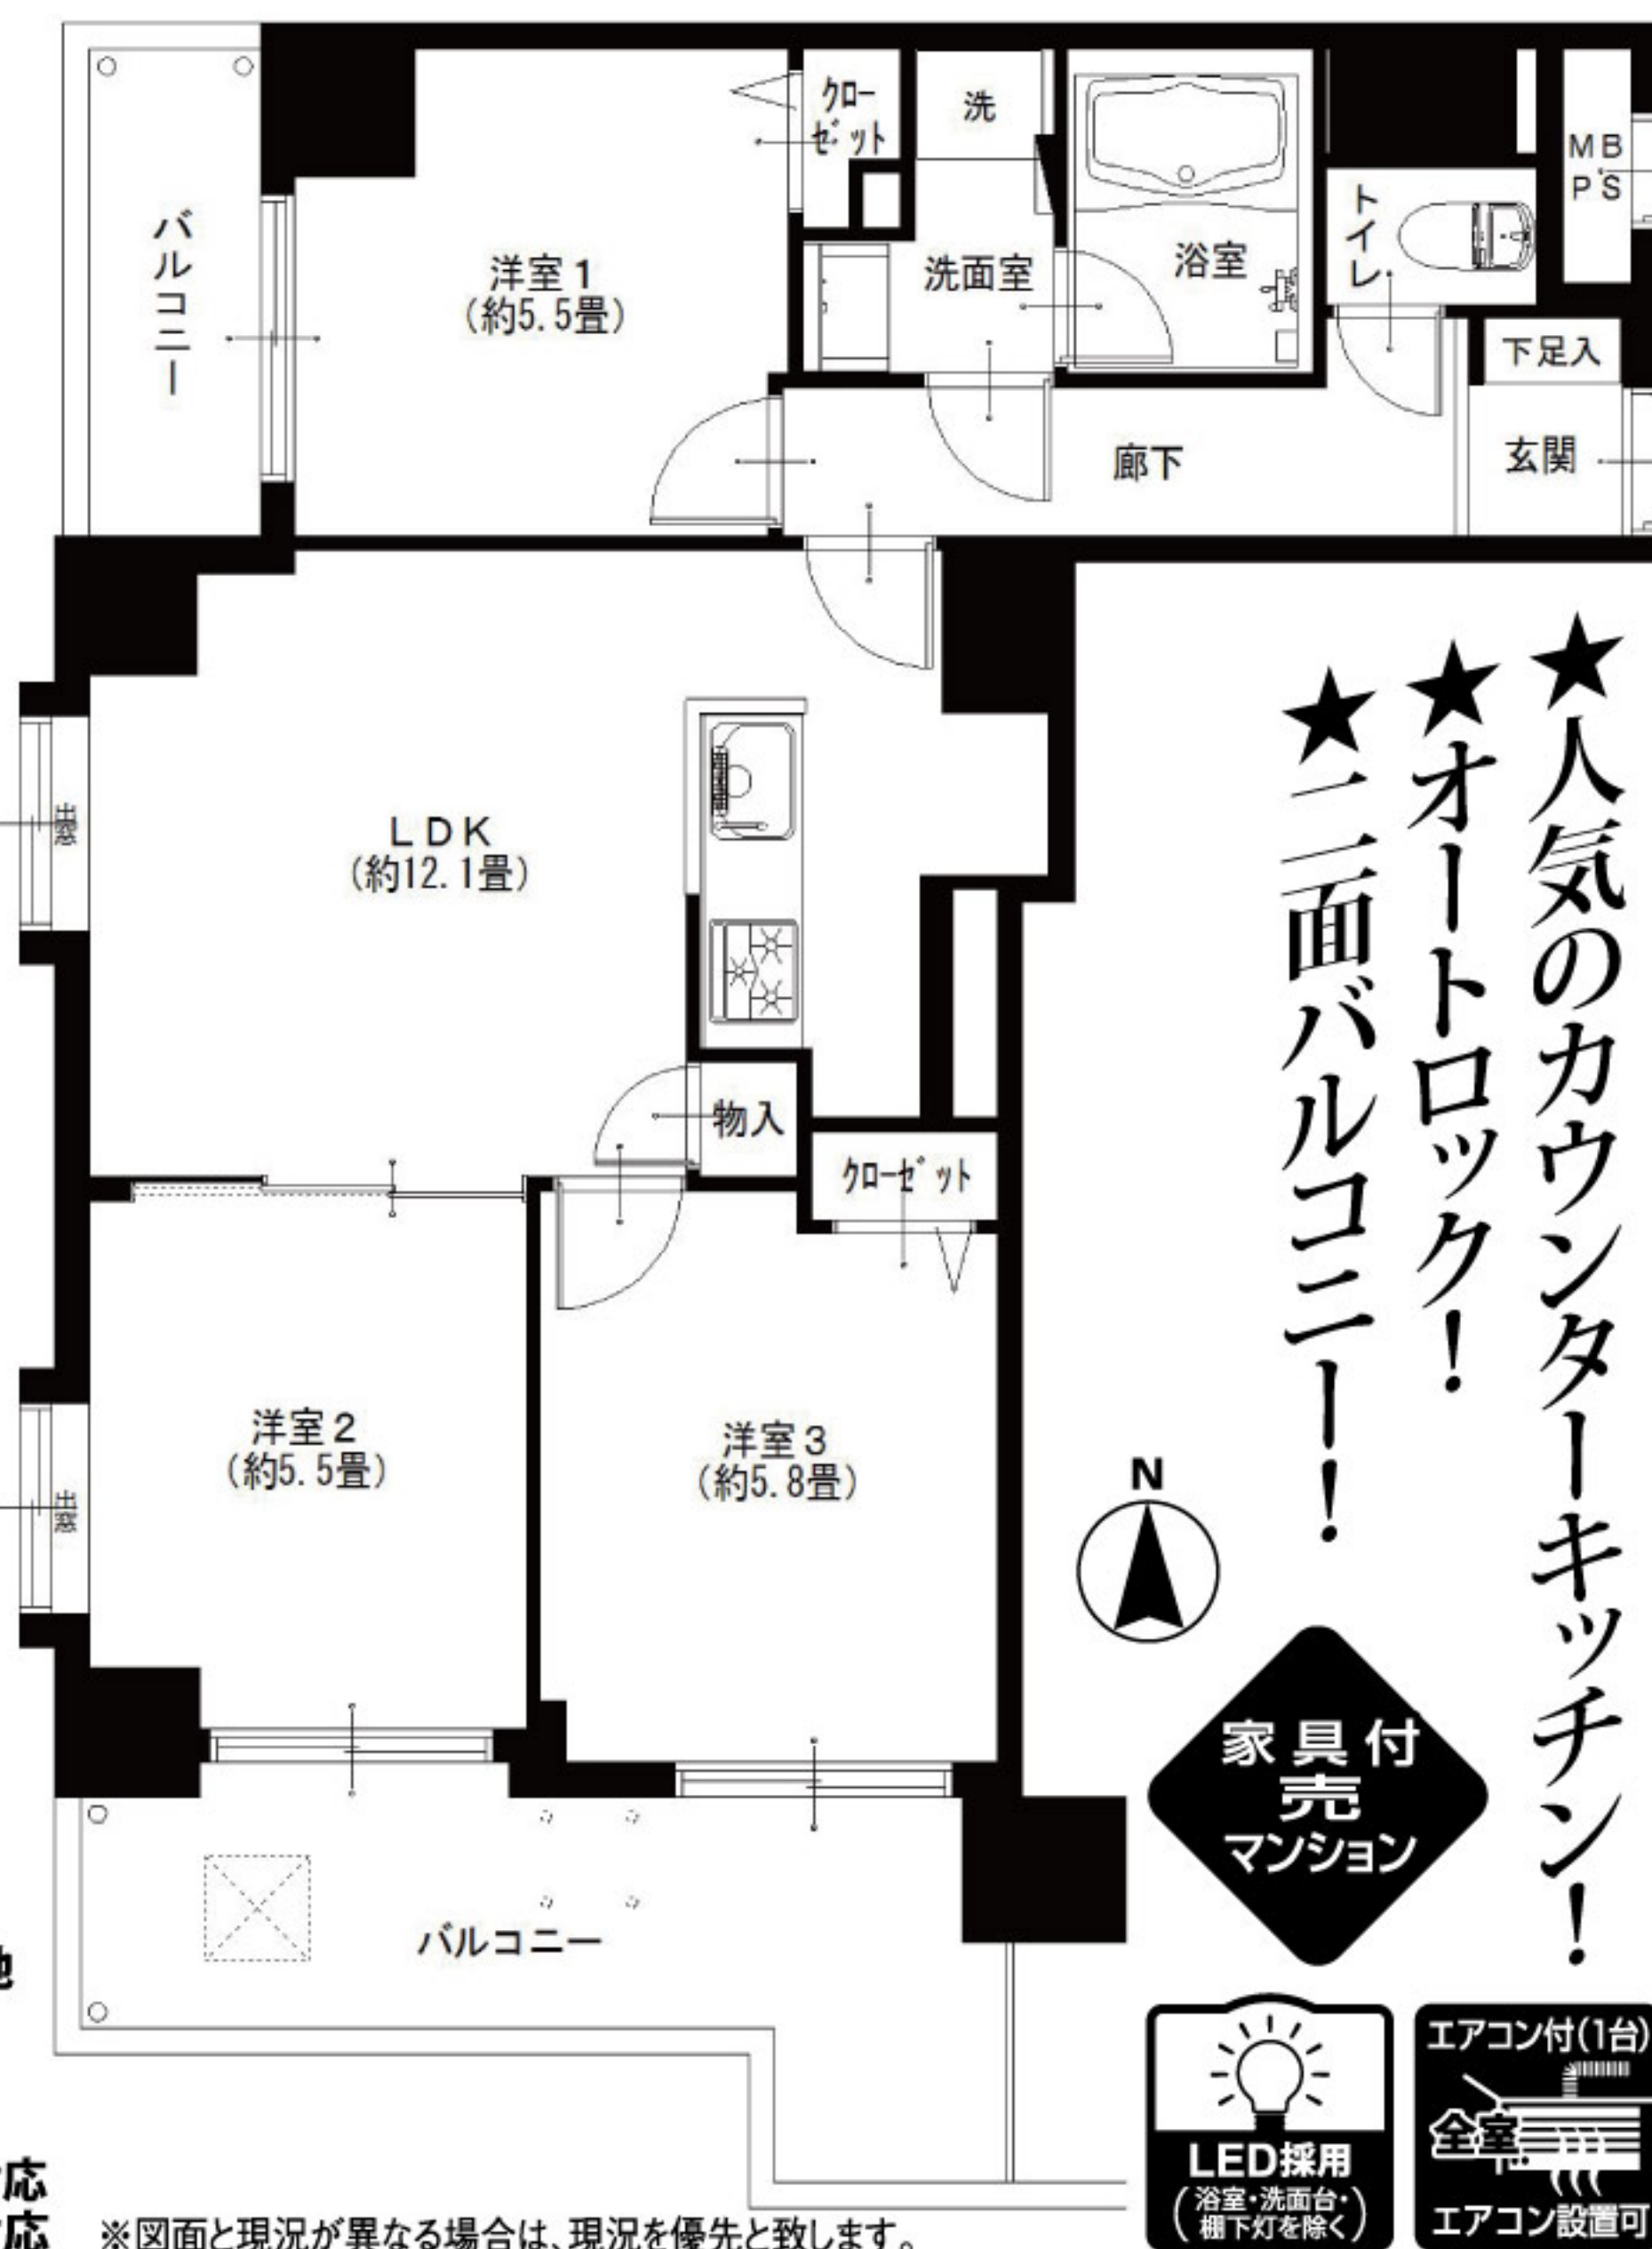 バルコニー
洋室1
(約5.5畳)
クロー
ゼット
洗
洗面室
浴室
トイレ
MB
PS
下足入
玄関
廊下
LDK
(約12.1畳)
出窓
物入
クローゼット
洋室2
(約5.5畳)
出窓
洋室3
(約5.8畳)
バルコニー
★人気のカウンターキッチン!
★オートロック!
★二面バルコニー!
N
家具付
売
マンション
LED採用
(浴室・洗面台・
棚下灯を除く)
エアコン付(1台)
全室
エアコン設置可
応
応
※図面と現況が異なる場合は、現況を優先と致します。